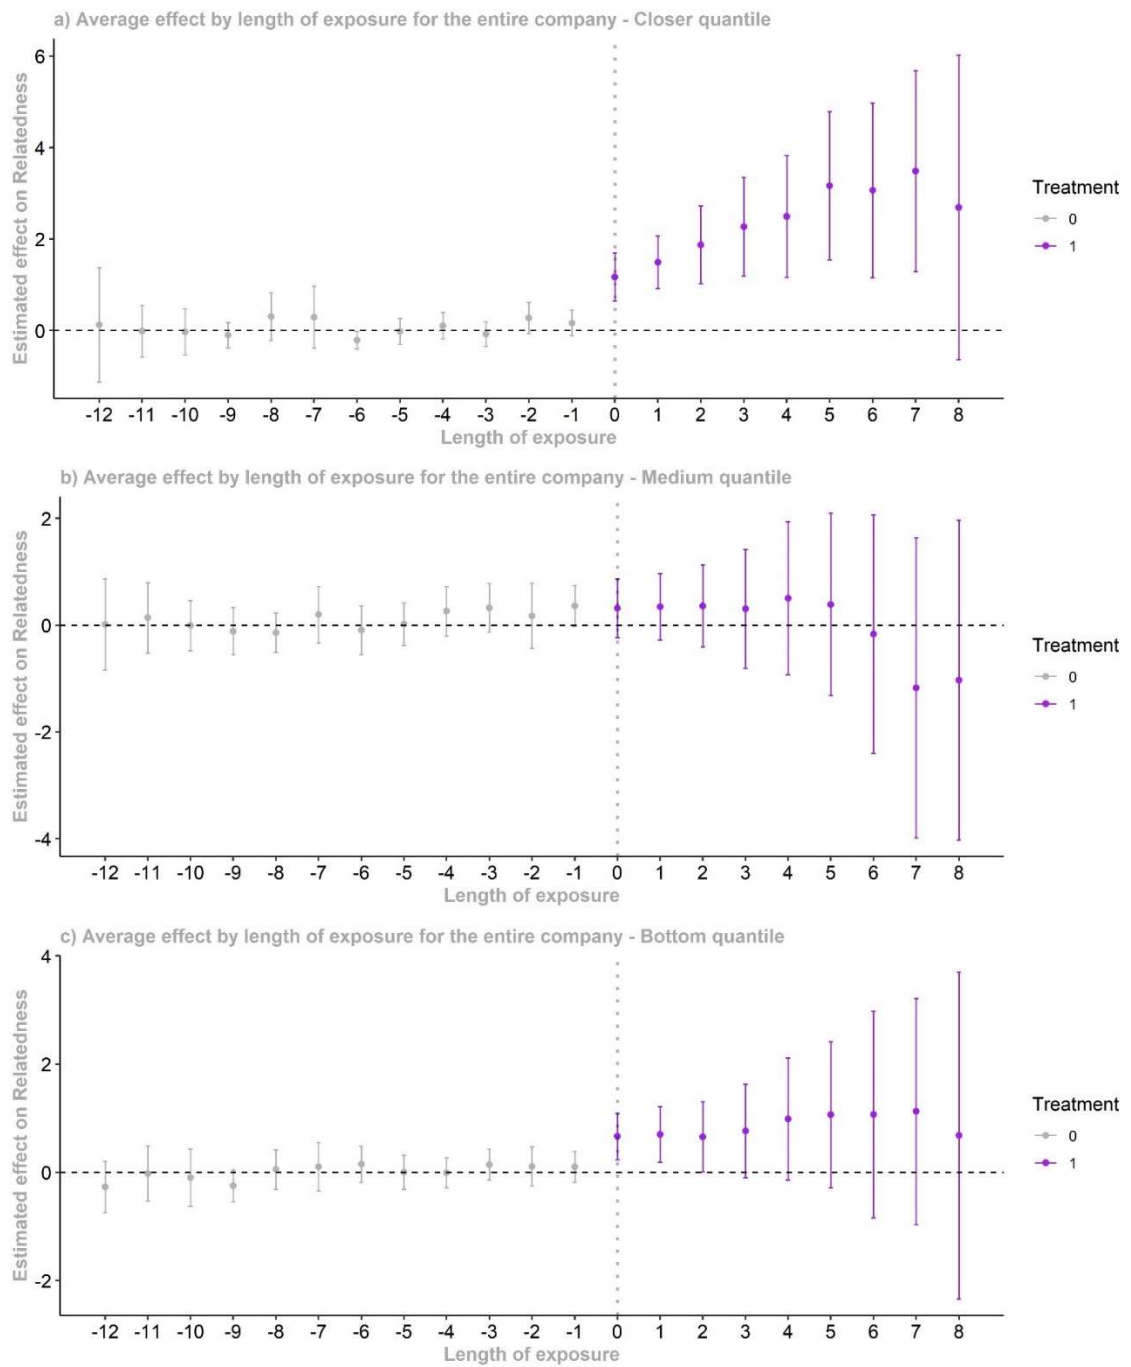 a) Average effect by length of exposure for the entire company - Closer quantile
Estimated effect on Relatedness
6
4
2
0
-12 -11 -10 -9 -8 -7 -6 -5 -4 -3 -2 -1 0 1 2 3 4 5 6 7 8
Length of exposure
Treatment
0
1
b) Average effect by length of exposure for the entire company - Medium quantile
Estimated effect on Relatedness
2
0
-2
-4
-12 -11 -10 -9 -8 -7 -6 -5 -4 -3 -2 -1 0 1 2 3 4 5 6 7 8
Length of exposure
Treatment
0
1
c) Average effect by length of exposure for the entire company - Bottom quantile
Estimated effect on Relatedness
4
2
0
-2
-12 -11 -10 -9 -8 -7 -6 -5 -4 -3 -2 -1 0 1 2 3 4 5 6 7 8
Length of exposure
Treatment
0
1